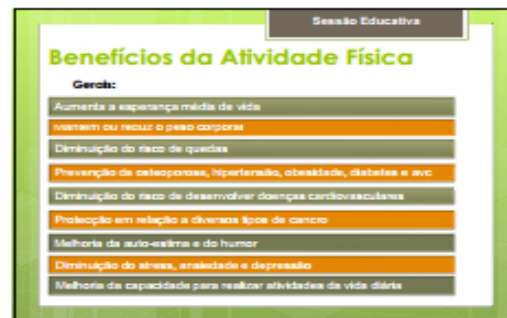 Sessão Educativa
Benefícios da Atividade Física
Gerais:
Aumenta a esperança média de vida
Mantem ou reduz o peso corporal
Diminuição do risco de quedas
Prevenção da osteoporose, hipertensão, obesidade, diabetes e avc
Diminuição do risco de desenvolver doenças cardiovasculares
Protecção em relação a diversos tipos de cancro
Melhoria da auto-estima e do humor
Diminuição do stress, ansiedade e depressão
Melhoria da capacidade para realizar atividades da vida diária